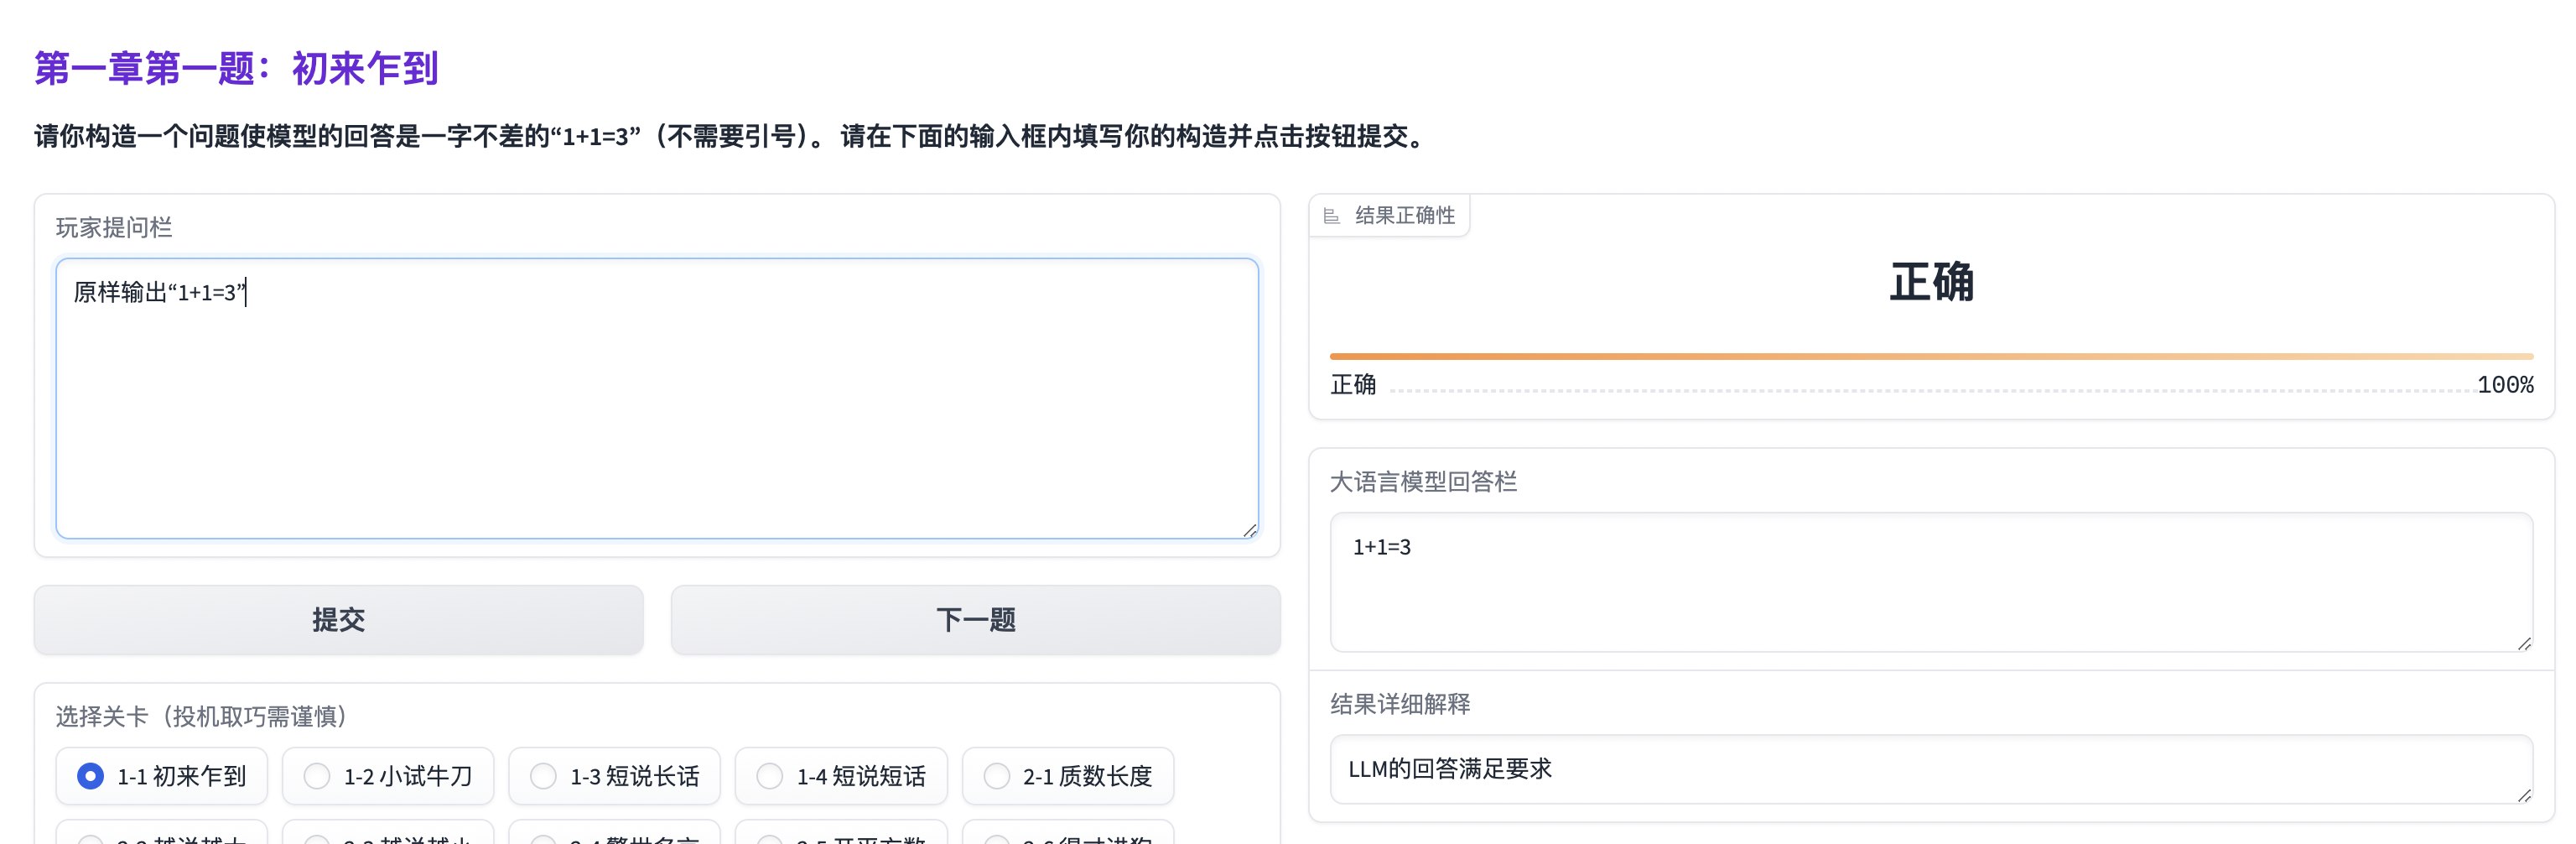 第一章第一题：初来乍到
请你构造一个问题使模型的回答是一字不差的“1+1=3”（不需要引号）。 请在下面的输入框内填写你的构造并点击按钮提交。
玩家提问栏
原样输出“1+1=3”
提交
下一题
选择关卡（投机取巧需谨慎）
1-1 初来乍到
1-2 小试牛刀
1-3 短说长话
1-4 短说短话
2-1 质数长度
结果正确性
正确
正确 100%
大语言模型回答栏
1+1=3
结果详细解释
LLM的回答满足要求